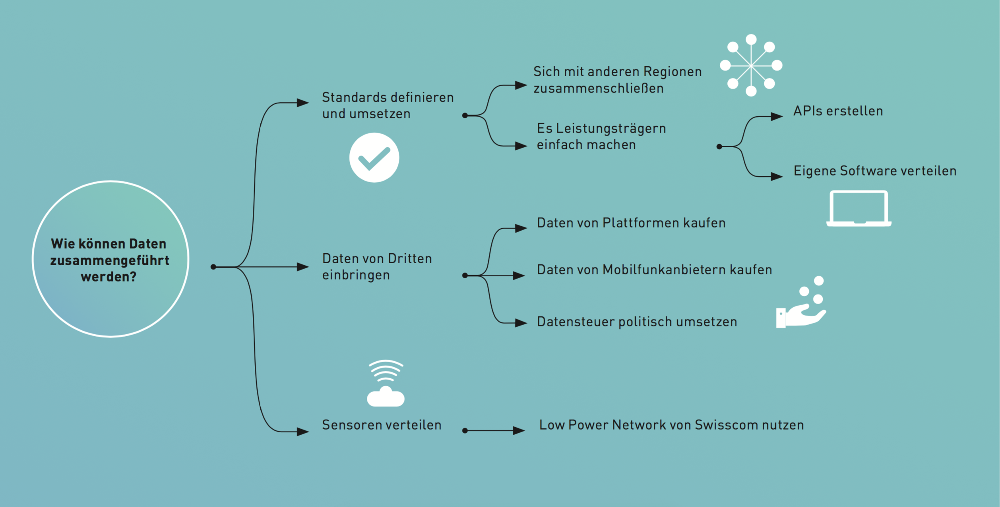 Wie können Daten
zusammengeführt
werden?
Standards definieren
und umsetzen
Sich mit anderen Regionen
zusammenschließen
Es Leistungsträgern
einfach machen
APIs erstellen
Eigene Software verteilen
Daten von Dritten
einbringen
Daten von Plattformen kaufen
Daten von Mobilfunkanbietern kaufen
Datensteuer politisch umsetzen
Sensoren verteilen
Low Power Network von Swisscom nutzen